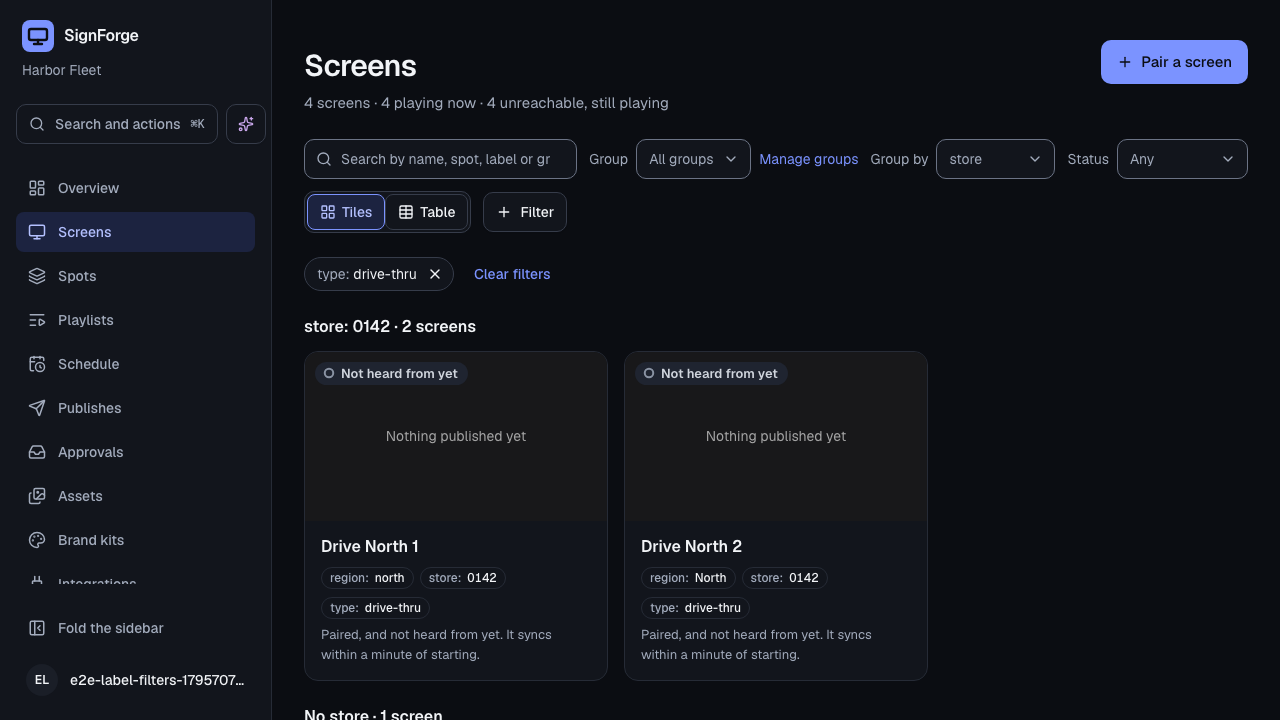 SignForge
Harbor Fleet
Search and actions ⌘K
Overview
Screens
Spots
Playlists
Schedule
Publishes
Approvals
Assets
Brand kits
Integrations
Fold the sidebar
EL e2e-label-filters-1795707...
Screens
Pair a screen
4 screens · 4 playing now · 4 unreachable, still playing
Search by name, spot, label or gr Group All groups Manage groups Group by store Status Any
Tiles Table Filter
type: drive-thru Clear filters
store: 0142 · 2 screens
Not heard from yet
Nothing published yet
Drive North 1
region: north store: 0142
type: drive-thru
Paired, and not heard from yet. It syncs
within a minute of starting.
Not heard from yet
Nothing published yet
Drive North 2
region: North store: 0142
type: drive-thru
Paired, and not heard from yet. It syncs
within a minute of starting.
No store · 1 screen